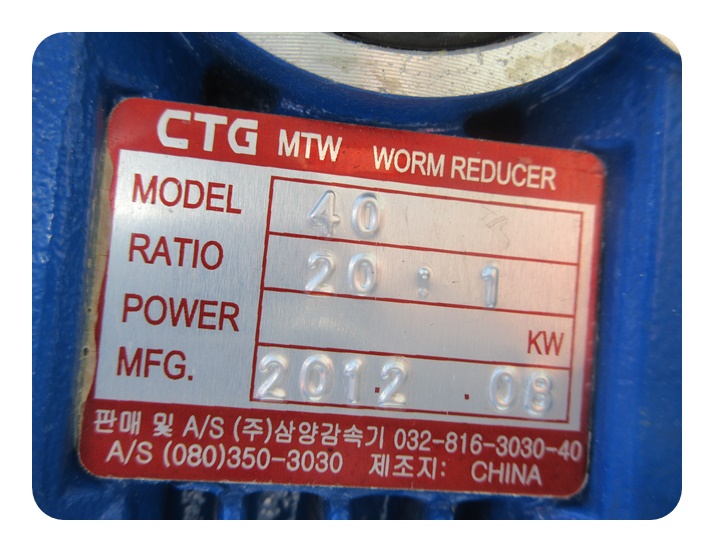 CTG MTW WORM REDUCER
MODEL 40
RATIO 20 : 1
POWER KW
MFG. 2012 . 08
판매 및 A/S (주)삼양감속기 032-816-3030-40
A/S (080)350-3030 제조지: CHINA